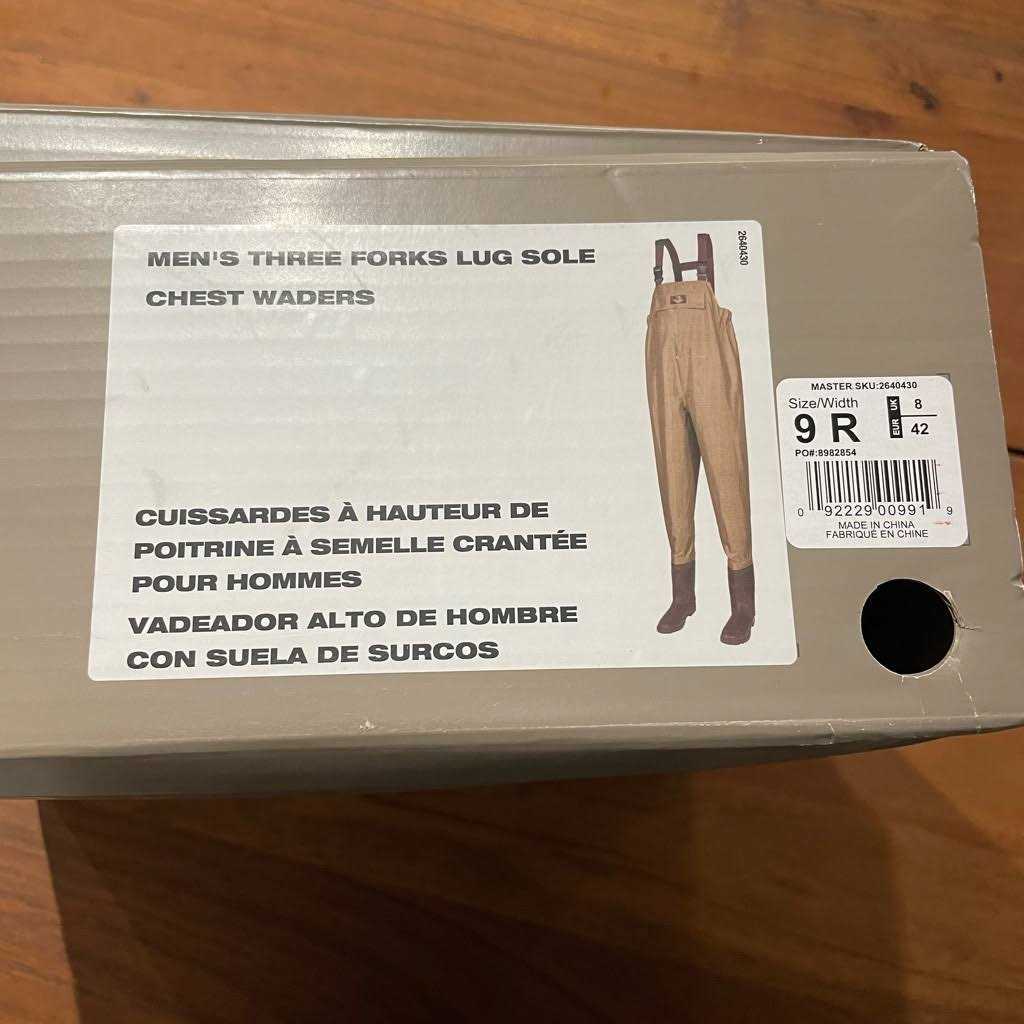 MEN'S THREE FORKS LUG SOLE
CHEST WADERS
CUISSARDES À HAUTEUR DE
POITRINE À SEMELLE CRANTÉE
POUR HOMMES
VADEADOR ALTO DE HOMBRE
CON SUELA DE SURCOS
2640430
MASTER SKU:2640430
Size/Width
9 R
UK 8
EUR 42
PO#:8982854
0 92229 00991 9
MADE IN CHINA
FABRIQUÉ EN CHINE